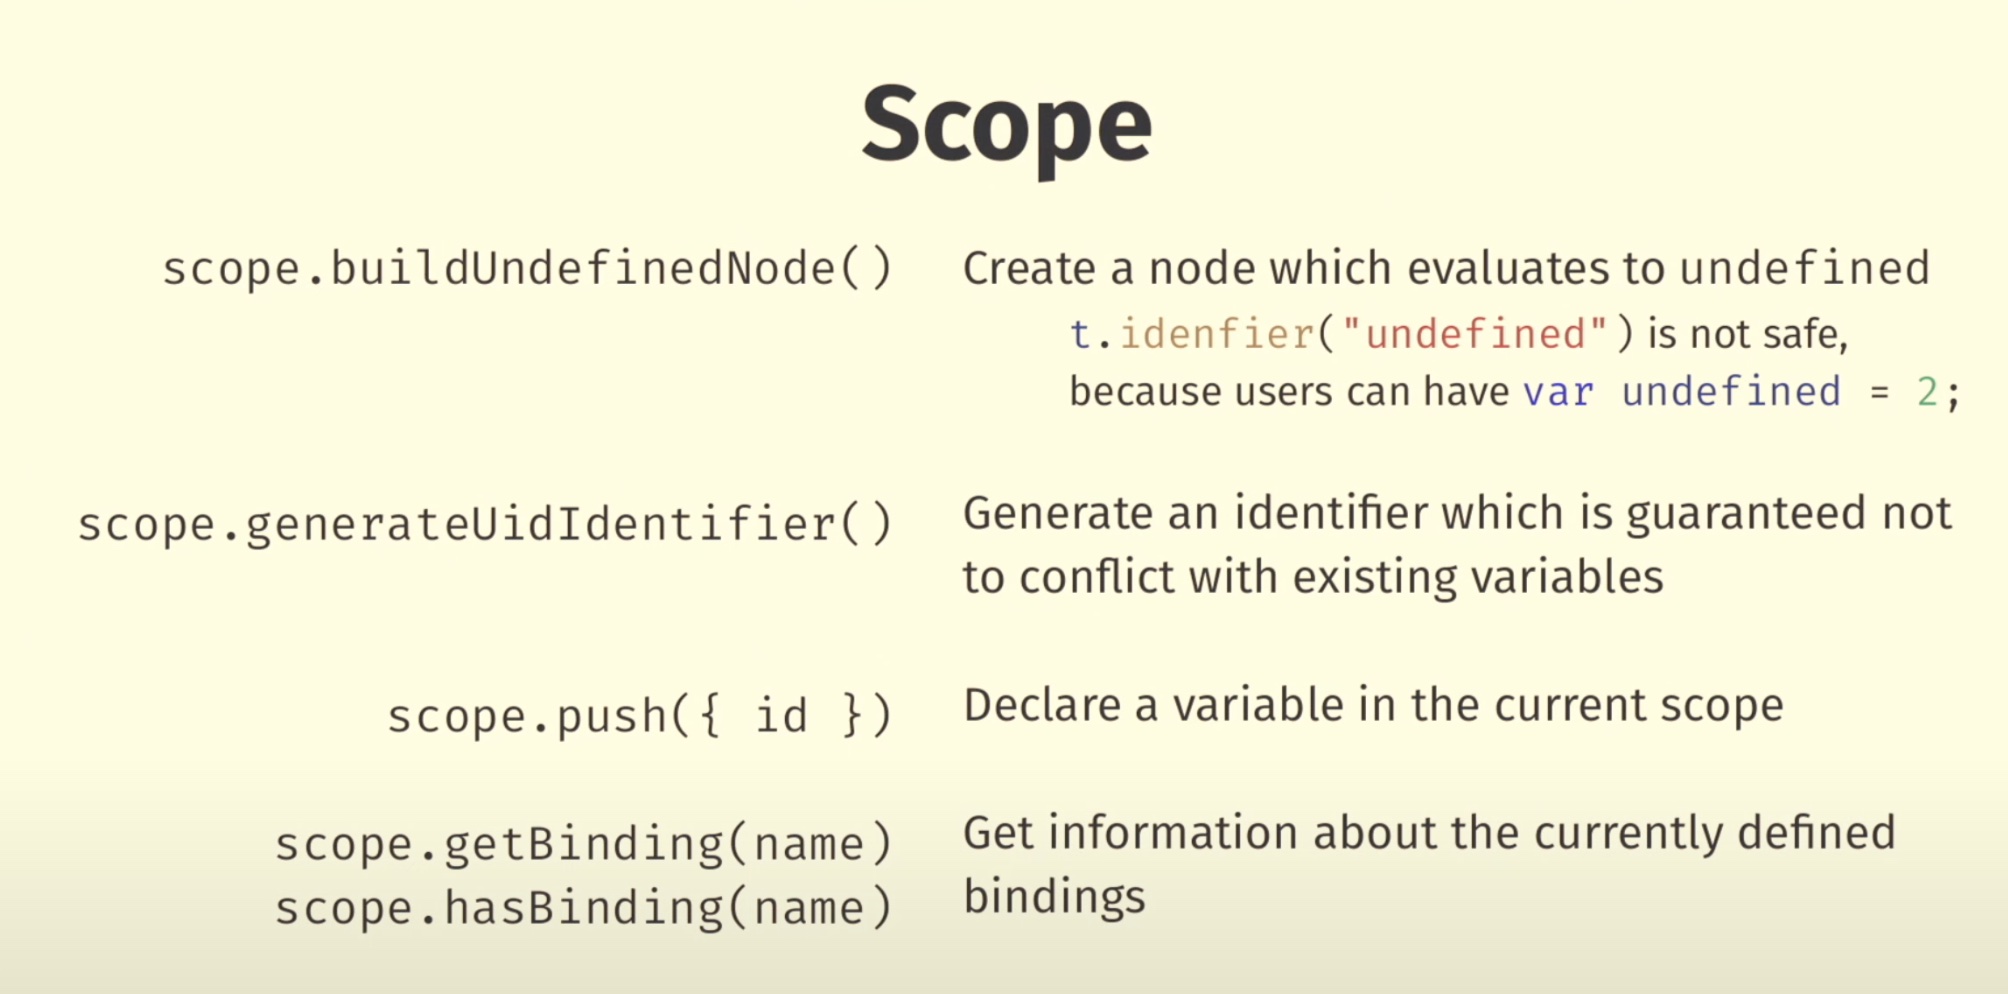 Scope
scope.buildUndefinedNode()
Create a node which evaluates to undefined
t.idenfier("undefined") is not safe,
because users can have var undefined = 2;
scope.generateUidIdentifier()
Generate an identifier which is guaranteed not
to conflict with existing variables
scope.push({ id })
Declare a variable in the current scope
scope.getBinding(name)
scope.hasBinding(name)
Get information about the currently defined
bindings